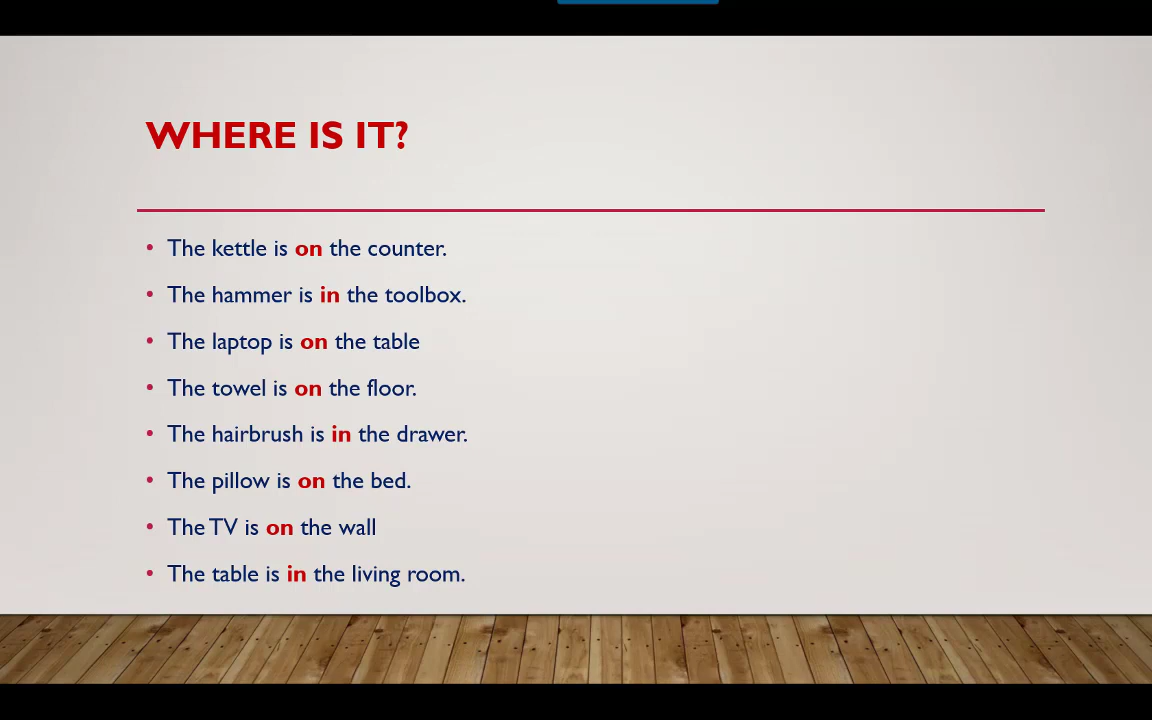 WHERE IS IT?
• The kettle is on the counter.
• The hammer is in the toolbox.
• The laptop is on the table
• The towel is on the floor.
• The hairbrush is in the drawer.
• The pillow is on the bed.
• The TV is on the wall
• The table is in the living room.